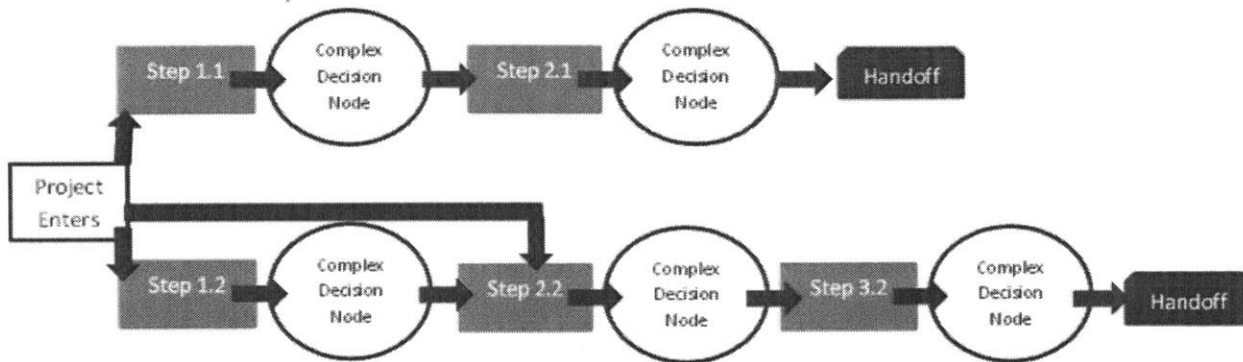 Step 1.1
Complex
Decision
Node
Step 2.1
Complex
Decision
Node
Handoff
Project
Enters
Step 1.2
Complex
Decision
Node
Step 2.2
Complex
Decision
Node
Step 3.2
Complex
Decision
Node
Handoff